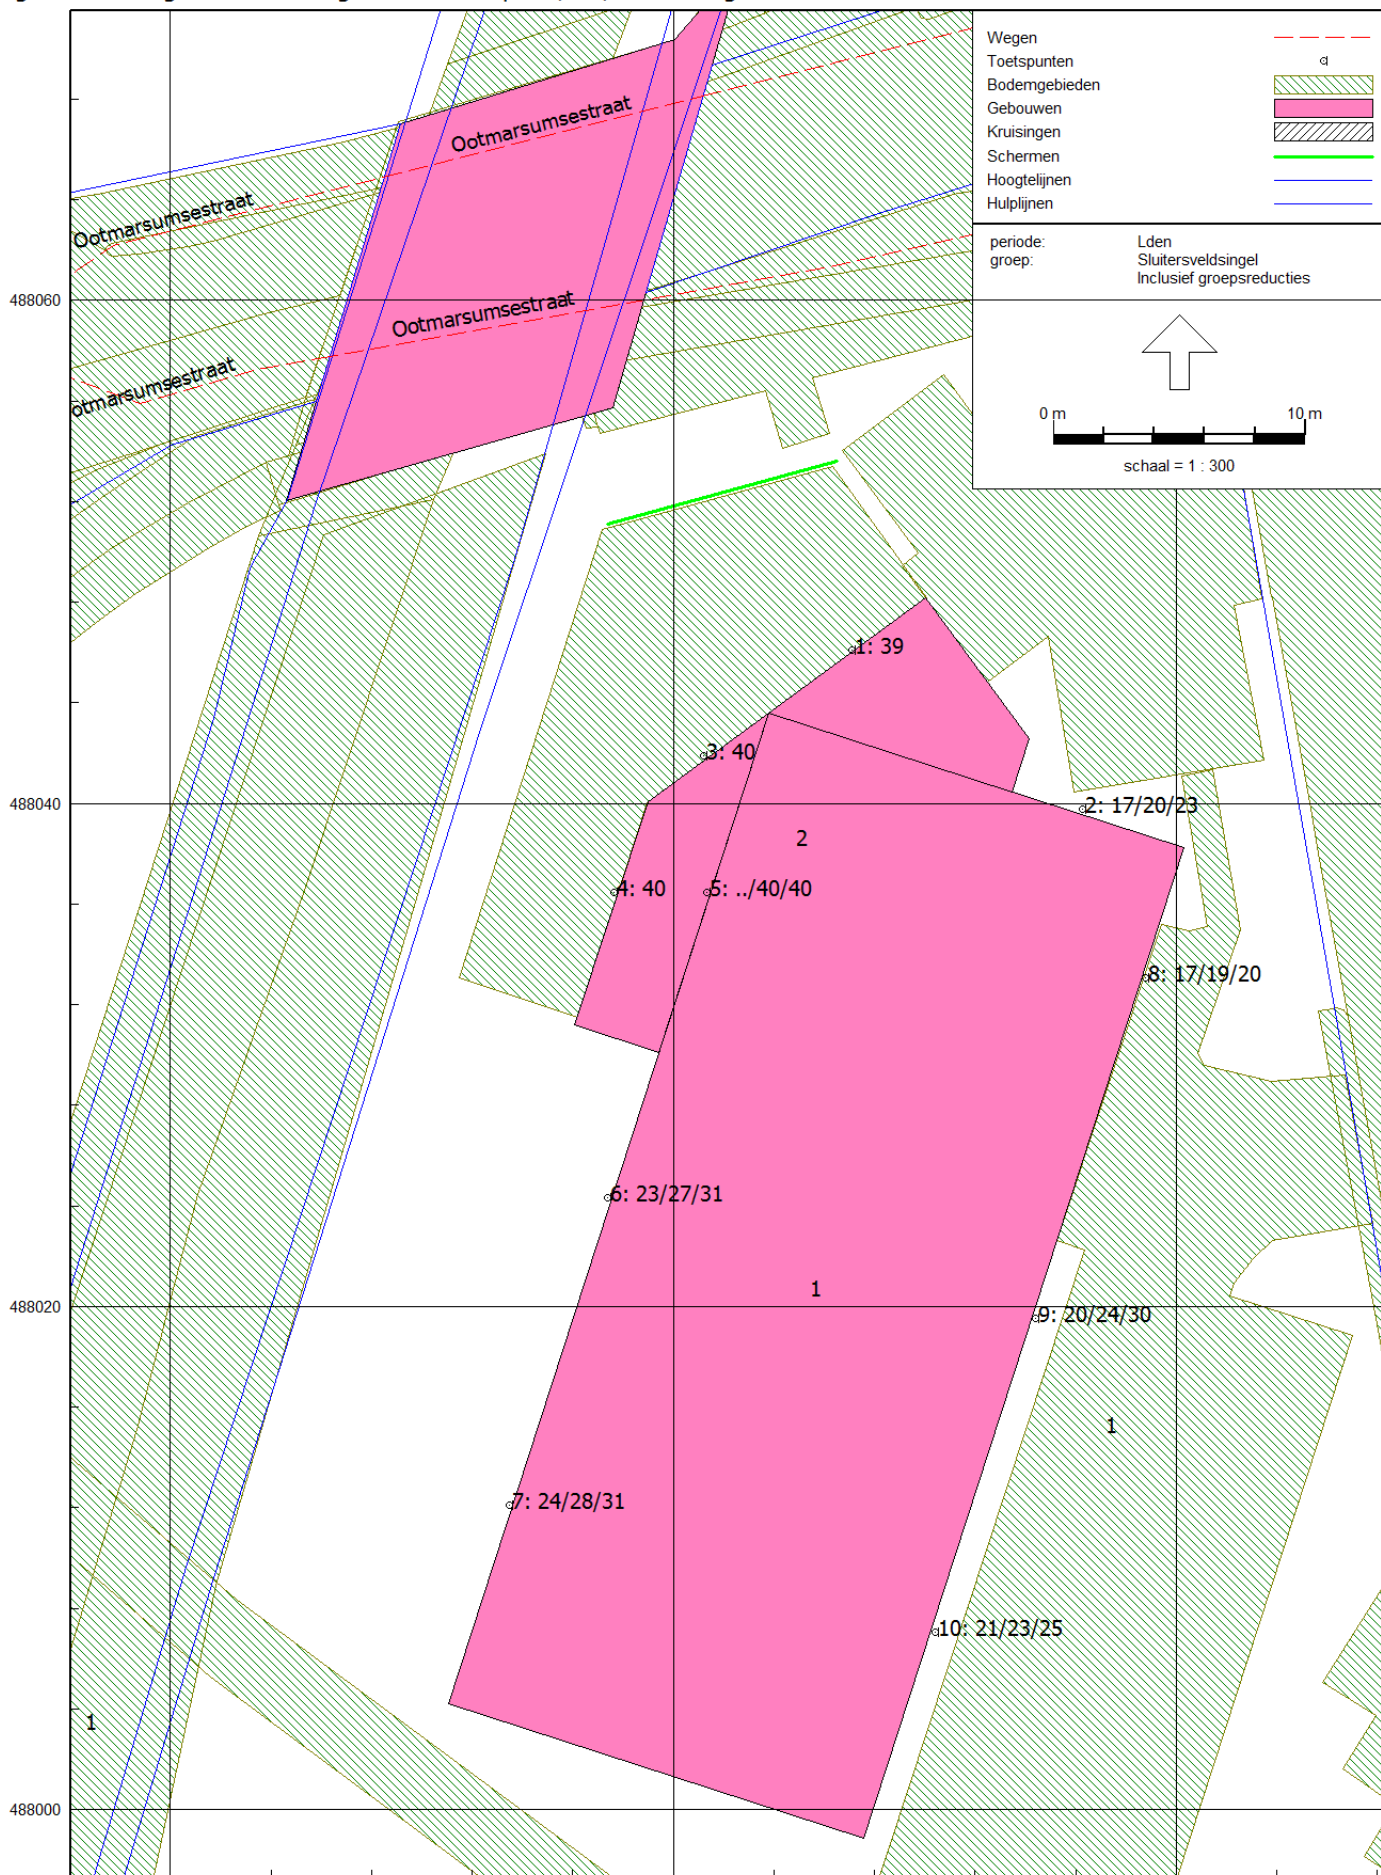 Wegen
Toetspunten
Bodemgebieden
Gebouwen
Kruisingen
Schermen
Hoogtelijnen
Hulplijnen
periode: Lden
groep: Sluitersveldsingel
Inclusief groepsreducties
0 m 10 m
schaal = 1 : 300
Ootmarsumsestraat
Ootmarsumsestraat
488060
Ootmarsumsestraat
otmarsumsestraat
1: 39
3: 40
488040
2: 17/20/23
2
4: 40
5: ../40/40
8: 17/19/20
6: 23/27/31
1
488020
9: 20/24/30
1
7: 24/28/31
10: 21/23/25
1
488000